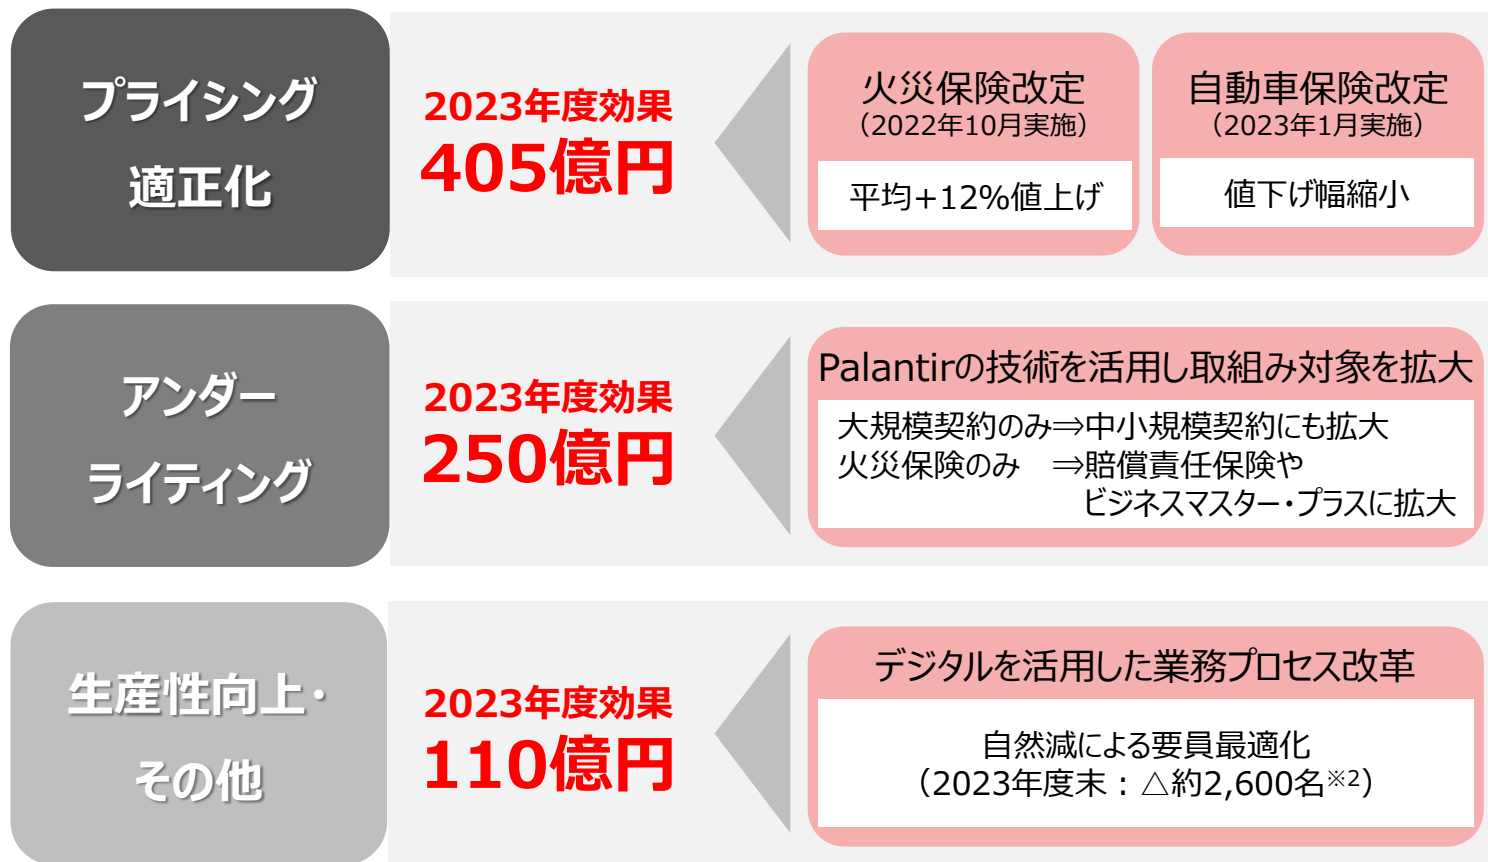 プライシング
適正化
2023年度効果
405億円
火災保険改定
（2022年10月実施）
平均+12%値上げ
自動車保険改定
（2023年1月実施）
値下げ幅縮小
アンダー
ライティング
2023年度効果
250億円
Palantirの技術を活用し取組み対象を拡大
大規模契約のみ⇒中小規模契約にも拡大
火災保険のみ　⇒賠償責任保険や
ビジネスマスター・プラスに拡大
生産性向上・
その他
2023年度効果
110億円
デジタルを活用した業務プロセス改革
自然減による要員最適化
（2023年度末：△約2,600名※2）